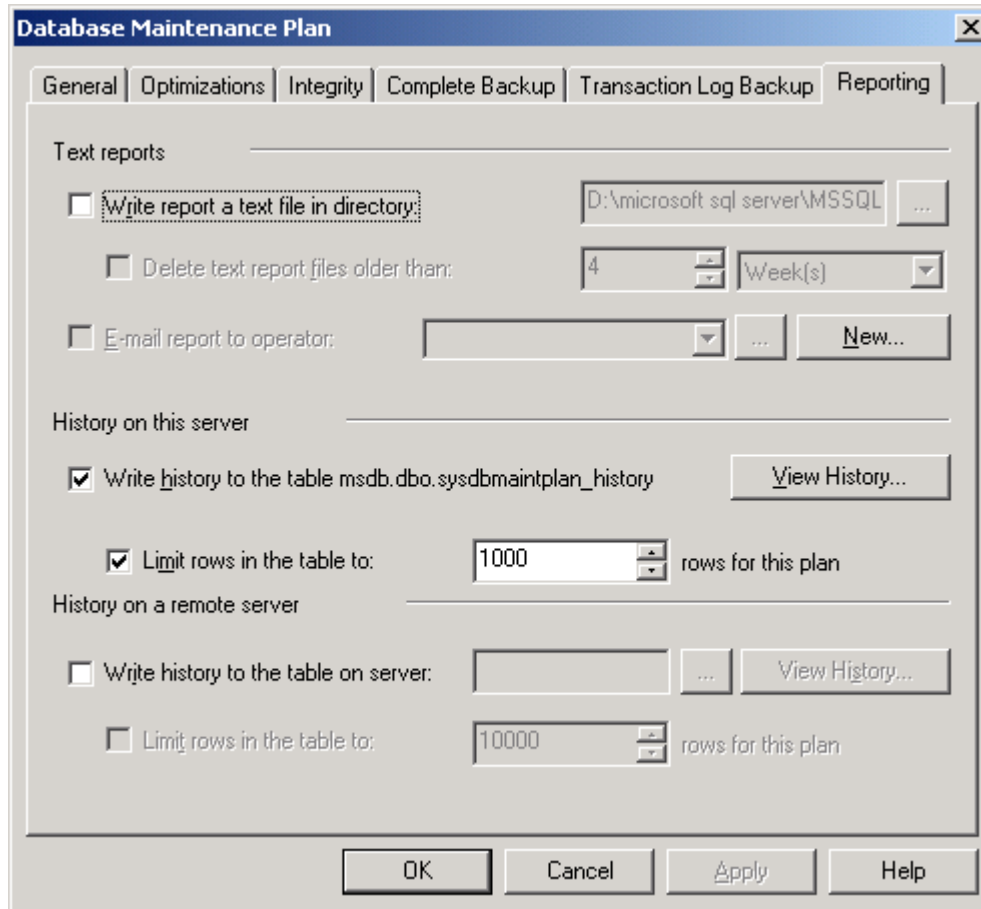 Database Maintenance Plan
General Optimizations Integrity Complete Backup Transaction Log Backup Reporting
Text reports
Write report a text file in directory: D:\microsoft sql server\MSSQL ...
Delete text report files older than: 4 Week(s)
E-mail report to operator: ... New...
History on this server
Write history to the table msdb.dbo.sysdbmaintplan_history View History...
Limit rows in the table to: 1000 rows for this plan
History on a remote server
Write history to the table on server: ... View History...
Limit rows in the table to: 10000 rows for this plan
OK Cancel Apply Help